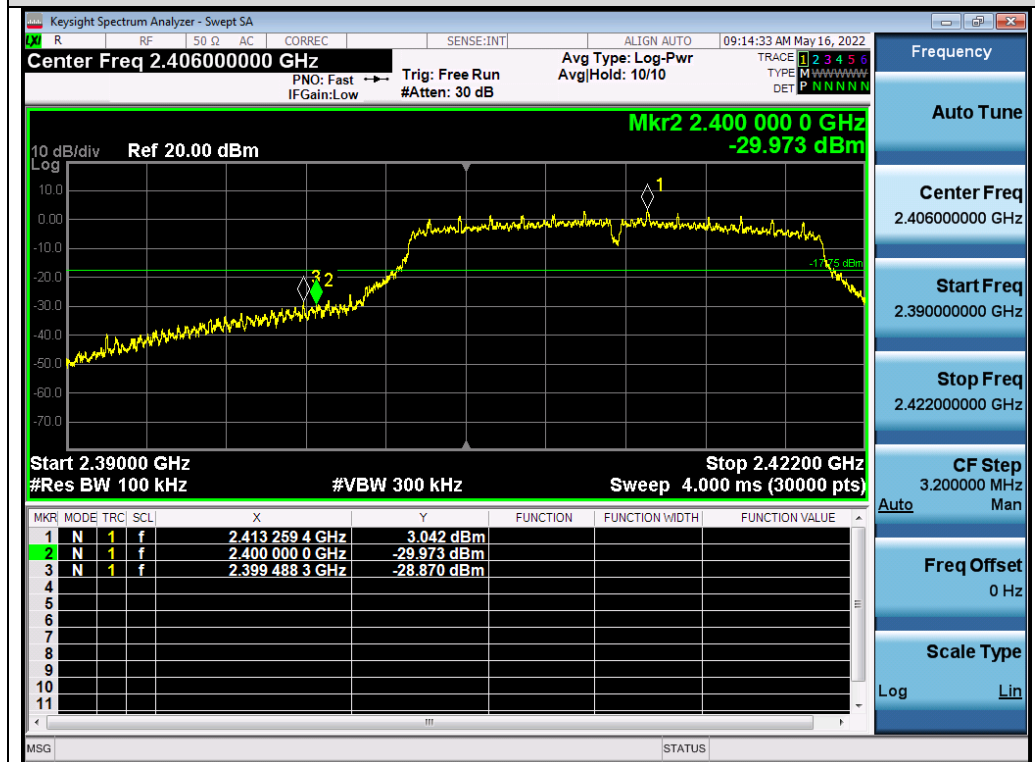 Keysight Spectrum Analyzer - Swept SA
LXI R RF 50 Ω AC CORREC SENSE:INT ALIGN AUTO 09:14:33 AM May 16, 2022
Center Freq 2.406000000 GHz
PNO: Fast
IFGain:Low
Trig: Free Run
#Atten: 30 dB
Avg Type: Log-Pwr
Avg|Hold: 10/10
TRACE 1 2 3 4 5 6
TYPE M WWWWW
DET P N N N N N
Mkr2 2.400 000 0 GHz
-29.973 dBm
10 dB/div Ref 20.00 dBm
Log
10.0
0.00
-10.0
-20.0
-30.0
-40.0
-50.0
-60.0
-70.0
1
3 2
-17.75 dBm
Start 2.39000 GHz Stop 2.42200 GHz
#Res BW 100 kHz #VBW 300 kHz Sweep 4.000 ms (30000 pts)
MKR MODE TRC SCL X Y FUNCTION FUNCTION WIDTH FUNCTION VALUE
1 N 1 f 2.413 259 4 GHz 3.042 dBm
2 N 1 f 2.400 000 0 GHz -29.973 dBm
3 N 1 f 2.399 488 3 GHz -28.870 dBm
4
5
6
7
8
9
10
11
MSG STATUS
Frequency
Auto Tune
Center Freq
2.406000000 GHz
Start Freq
2.390000000 GHz
Stop Freq
2.422000000 GHz
CF Step
3.200000 MHz
Auto Man
Freq Offset
0 Hz
Scale Type
Log Lin